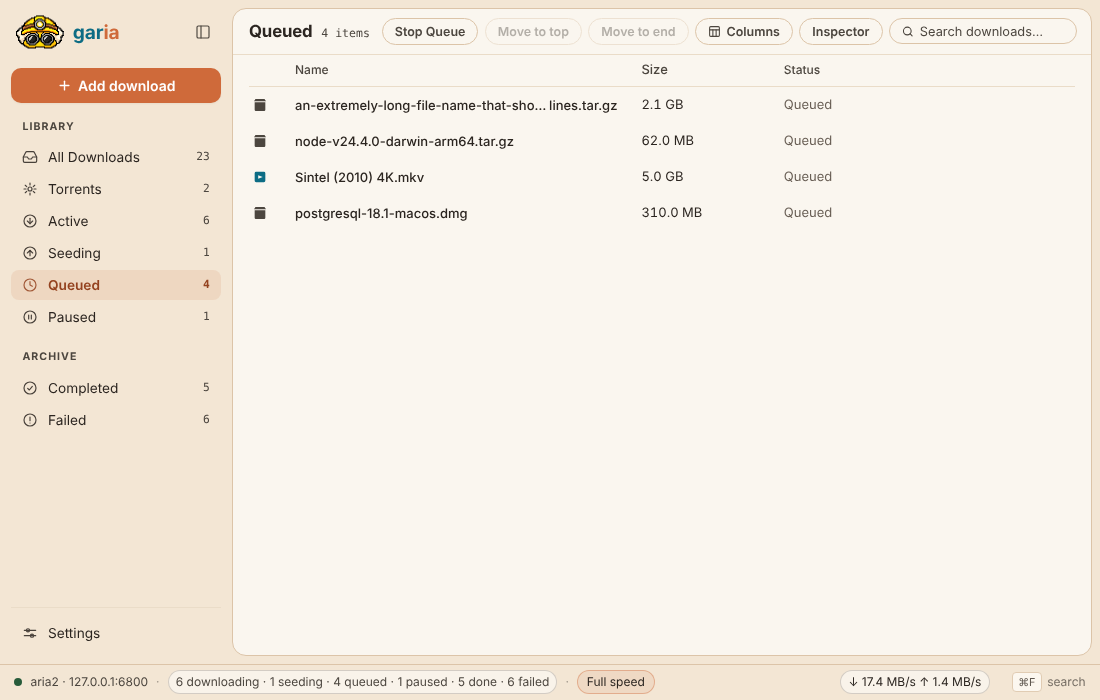 garia
Add download
LIBRARY
All Downloads 23
Torrents 2
Active 6
Seeding 1
Queued 4
Paused 1
ARCHIVE
Completed 5
Failed 6
Settings
Queued 4 items Stop Queue Move to top Move to end Columns Inspector Search downloads...
Name Size Status
an-extremely-long-file-name-that-sho... lines.tar.gz 2.1 GB Queued
node-v24.4.0-darwin-arm64.tar.gz 62.0 MB Queued
Sintel (2010) 4K.mkv 5.0 GB Queued
postgresql-18.1-macos.dmg 310.0 MB Queued
aria2 · 127.0.0.1:6800 · 6 downloading · 1 seeding · 4 queued · 1 paused · 5 done · 6 failed · Full speed ↓ 17.4 MB/s ↑ 1.4 MB/s ⌘F search